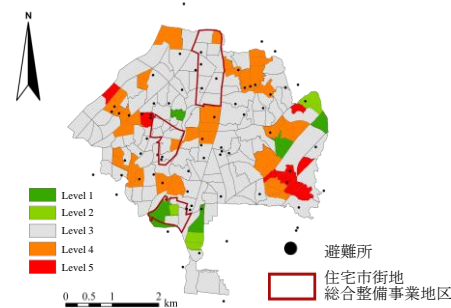 N
Level 1
Level 2
Level 3
Level 4
Level 5
避難所
住宅市街地
総合整備事業地区
0 0.5 1 2
km